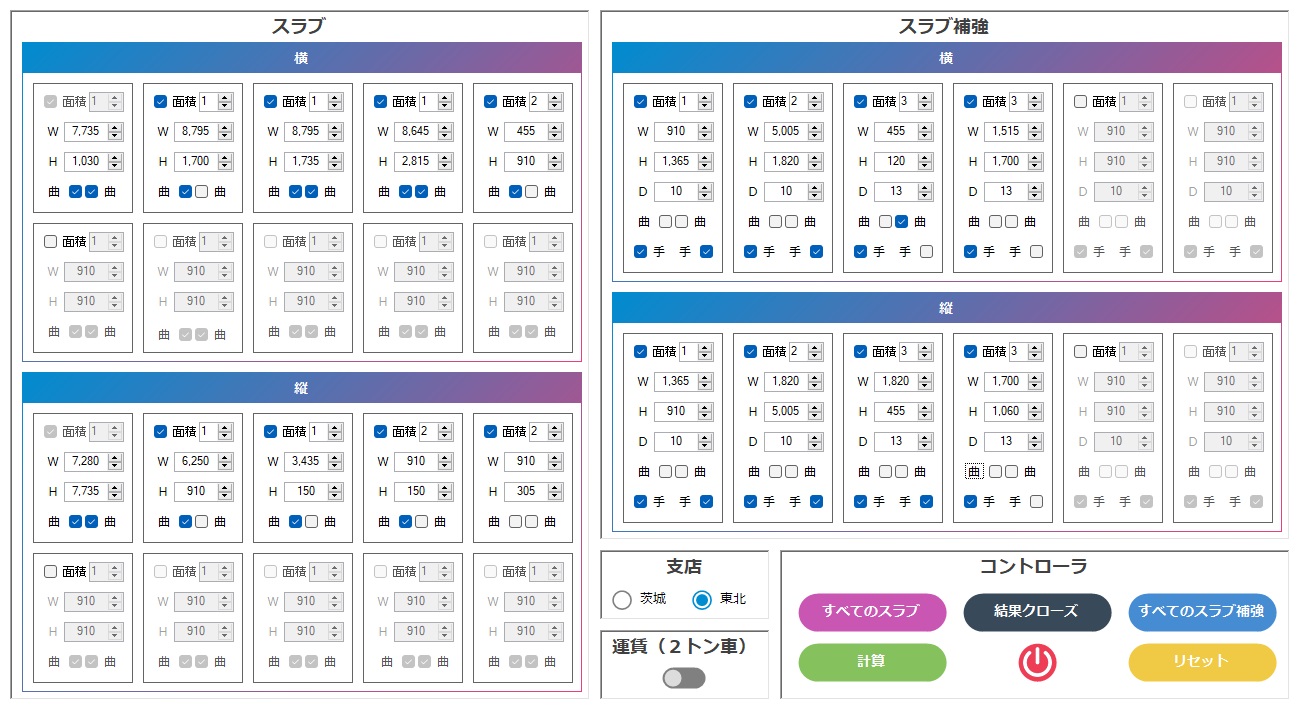 スラブ
横
面積 1 面積 1 面積 1 面積 1 面積 2
W 7,735 W 8,795 W 8,795 W 8,645 W 455
H 1,030 H 1,700 H 1,735 H 2,815 H 910
曲 曲 曲 曲 曲 曲 曲 曲 曲 曲
面積 1 面積 1 面積 1 面積 1 面積 1
W 910 W 910 W 910 W 910 W 910
H 910 H 910 H 910 H 910 H 910
曲 曲 曲 曲 曲 曲 曲 曲 曲 曲
縦
面積 1 面積 1 面積 1 面積 2 面積 2
W 7,280 W 6,250 W 3,435 W 910 W 910
H 7,735 H 910 H 150 H 150 H 305
曲 曲 曲 曲 曲 曲 曲 曲 曲 曲
面積 1 面積 1 面積 1 面積 1 面積 1
W 910 W 910 W 910 W 910 W 910
H 910 H 910 H 910 H 910 H 910
曲 曲 曲 曲 曲 曲 曲 曲 曲 曲
スラブ補強
横
面積 1 面積 2 面積 3 面積 3 面積 1 面積 1
W 910 W 5,005 W 455 W 1,515 W 910 W 910
H 1,365 H 1,820 H 120 H 1,700 H 910 H 910
D 10 D 10 D 13 D 13 D 10 D 10
曲 曲 曲 曲 曲 曲 曲 曲 曲 曲 曲 曲
手 手 手 手 手 手 手 手 手 手 手 手
縦
面積 1 面積 2 面積 3 面積 3 面積 1 面積 1
W 1,365 W 1,820 W 1,820 W 1,700 W 910 W 910
H 910 H 5,005 H 455 H 1,060 H 910 H 910
D 10 D 10 D 13 D 13 D 10 D 10
曲 曲 曲 曲 曲 曲 曲 曲 曲 曲 曲 曲
手 手 手 手 手 手 手 手 手 手 手 手
支店
茨城 東北
運賃（２トン車）
コントローラ
すべてのスラブ 結果クローズ すべてのスラブ補強
計算 リセット